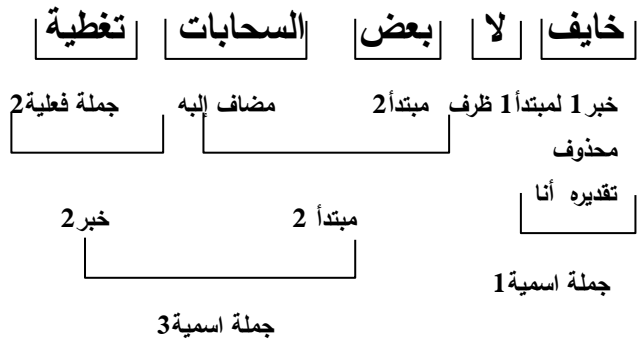 خايف لا بعض السحابات تغطية
خبر1 لمبتدأ1 ظرف مبتدأ2 مضاف إليه جملة فعلية2
محذوف
تقديره أنا
مبتدأ 2 خبر2
جملة اسمية1
جملة اسمية3